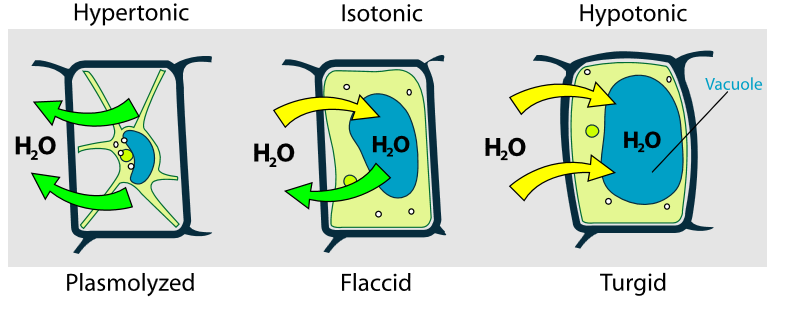 Hypertonic
Isotonic
Hypotonic
Vacuole
H₂O
H₂O
H₂O
H₂O
H₂O
Plasmolyzed
Flaccid
Turgid